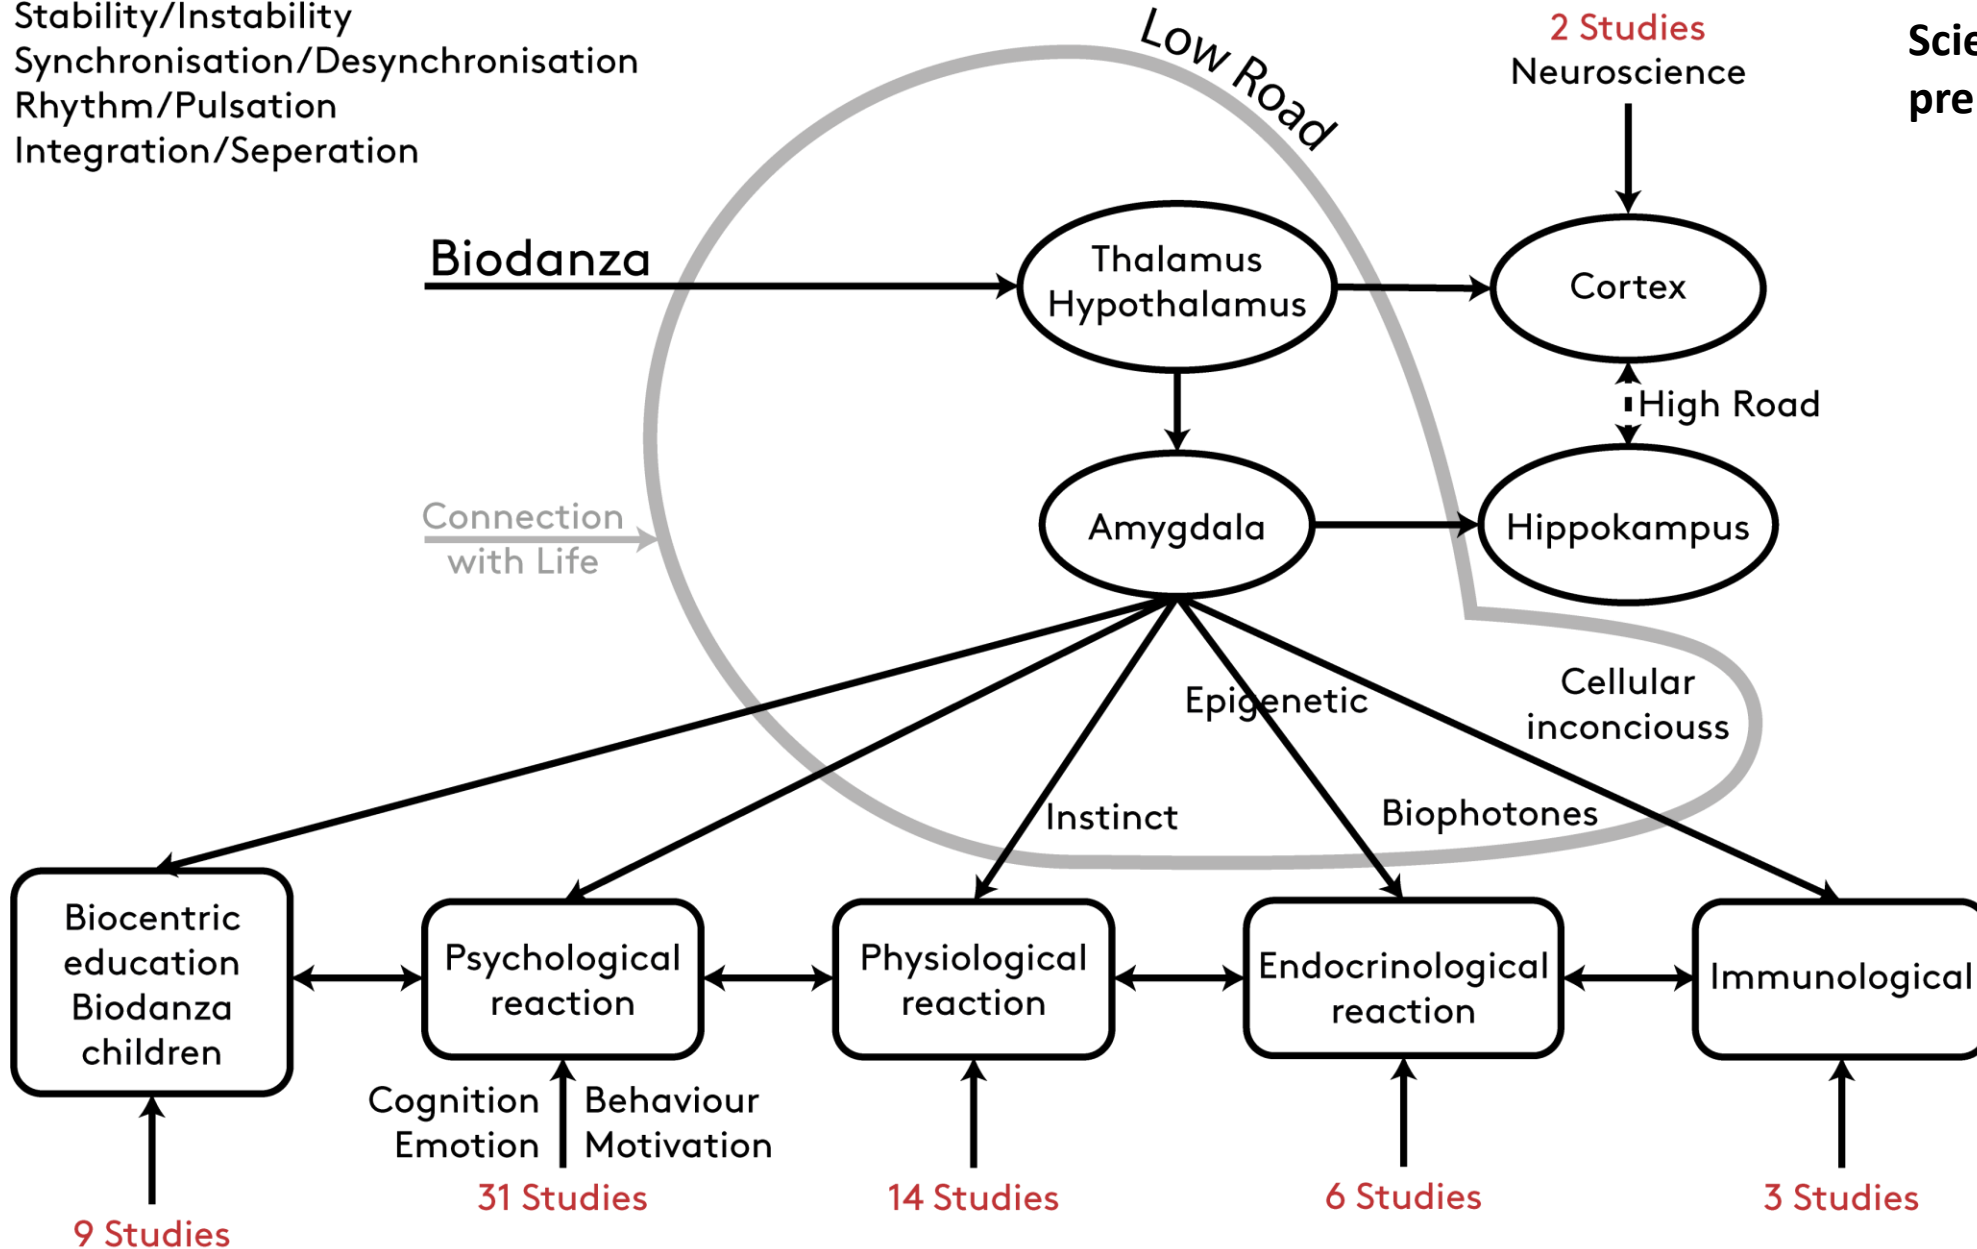 Stability/Instability
Synchronisation/Desynchronisation
Rhythm/Pulsation
Integration/Seperation
Low Road
2 Studies
Neuroscience
Biodanza
Thalamus
Hypothalamus
Cortex
High Road
Connection
with Life
Amygdala
Hippokampus
Epigenetic
Cellular
inconciouss
Instinct
Biophotones
Biocentric
education
Biodanza
children
Psychological
reaction
Physiological
reaction
Endocrinological
reaction
Immunological
Cognition
Emotion
Behaviour
Motivation
9 Studies
31 Studies
14 Studies
6 Studies
3 Studies